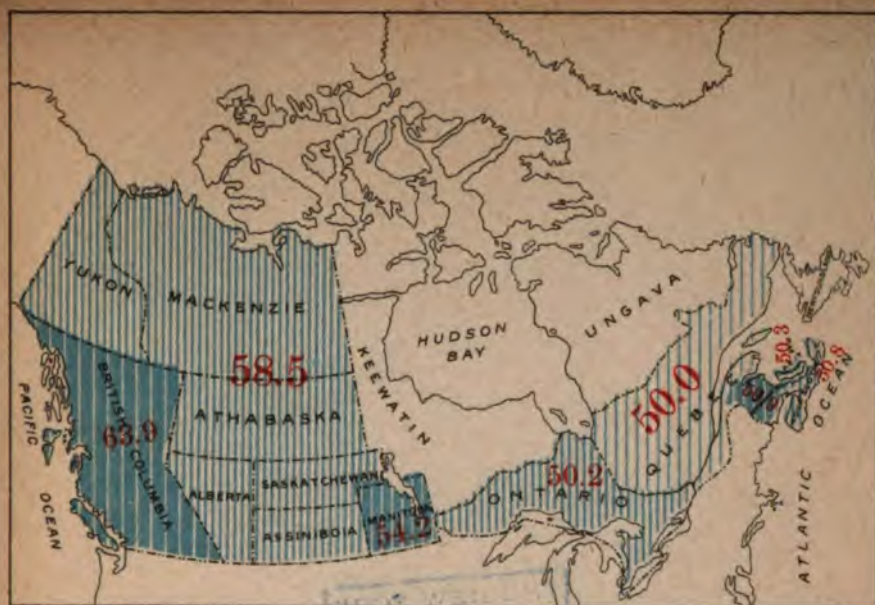 YUKON
MACKENZIE
58.5
ATHABASKA
BRITISH COLUMBIA
63.9
ALBERTA
SASKATCHEWAN
ASSINIBOIA
MANITOBA
54.2
KEEWATIN
HUDSON
BAY
UNGAVA
ONTARIO
50.2
QUEBEC
50.0
50.3
50.8
PACIFIC
OCEAN
ATLANTIC
OCEAN